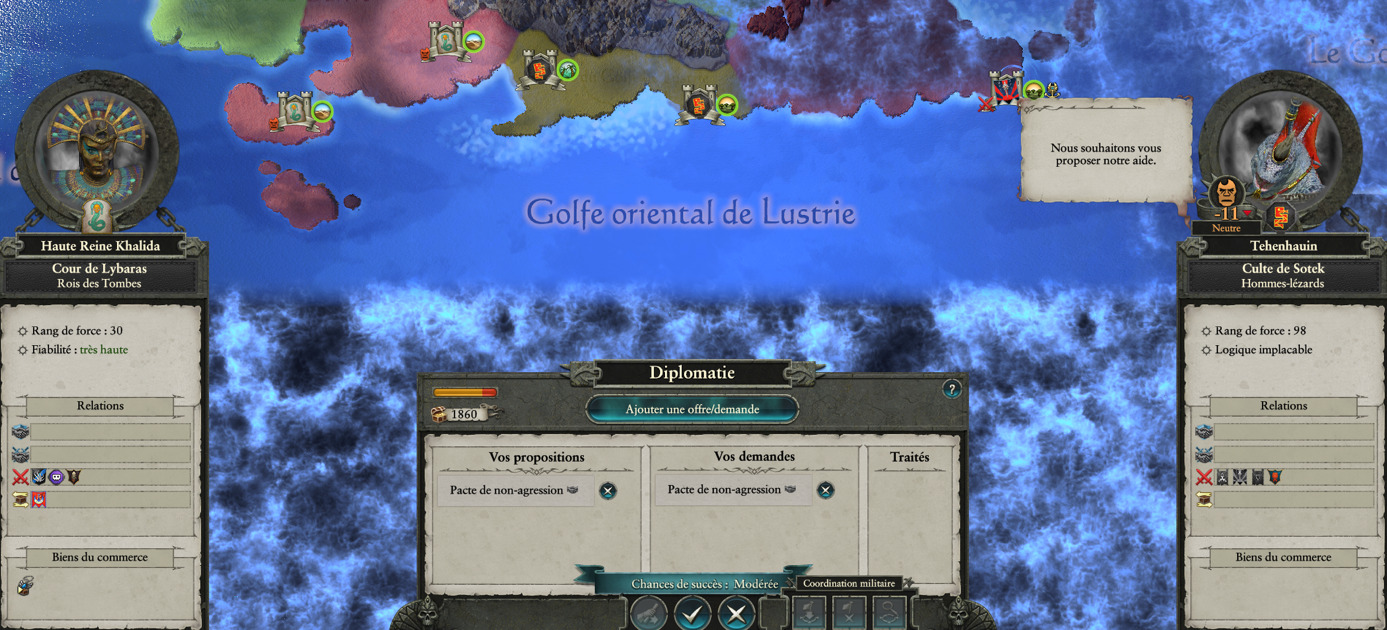 Golfe oriental de Lustrie
Nous souhaitons vous
proposer notre aide.
Haute Reine Khalida
Cour de Lybaras
Rois des Tombes
Rang de force : 30
Fiabilité : très haute
Relations
Biens du commerce
-11
Neutre
Tehenhauin
Culte de Sotek
Hommes-lézards
Rang de force : 98
Logique implacable
Relations
Biens du commerce
Diplomatie
?
1860
Ajouter une offre/demande
Vos propositions
Pacte de non-agression
Vos demandes
Pacte de non-agression
Traités
Chances de succès : Modérée
Coordination militaire